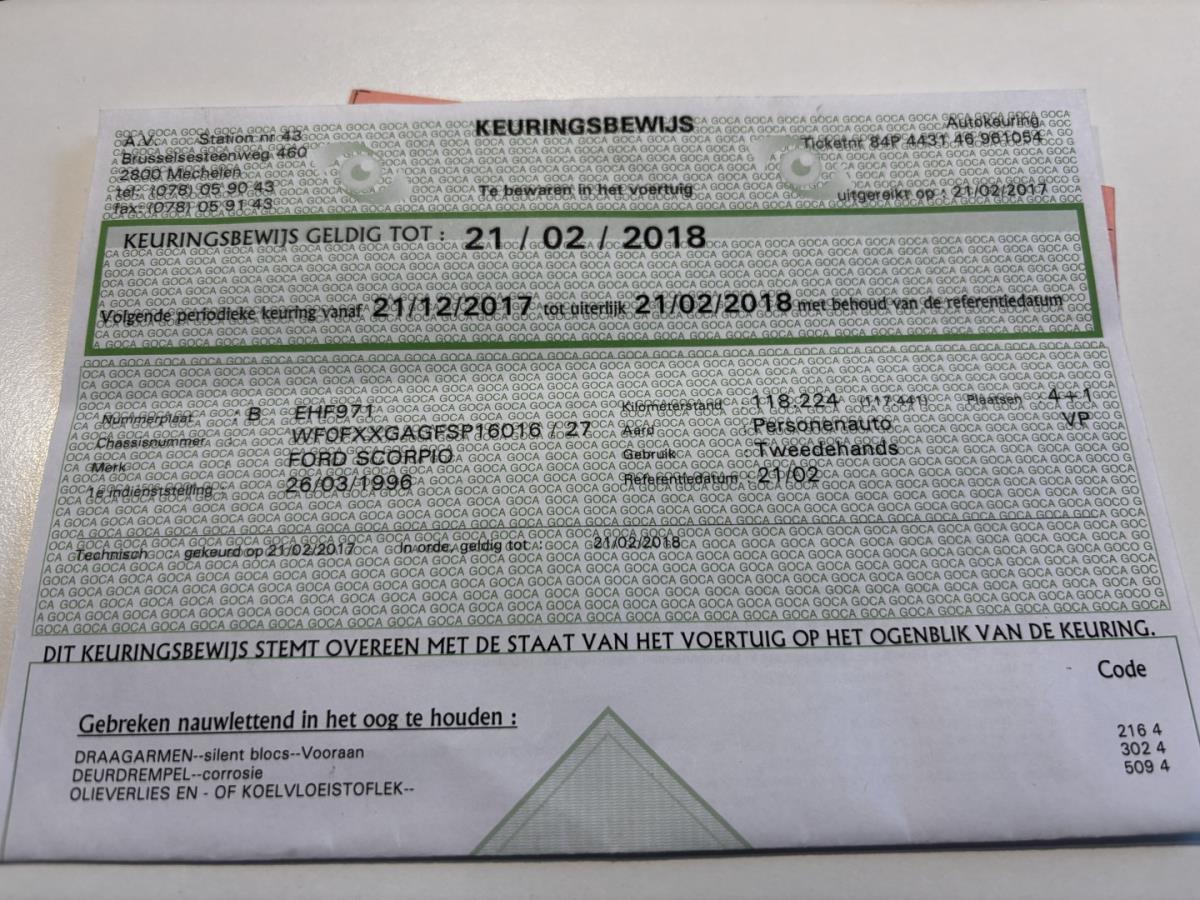 A.V. Station nr 43
Brusselsesteenweg 460
2800 Mechelen
tel: (078) 05 90 43
fax: (078) 05 91 43
KEURINGSBEWIJS
Te bewaren in het voertuig
Autokeuring
Ticketnr 84P 4431 46 961054
uitgereikt op : 21/02/2017
KEURINGSBEWIJS GELDIG TOT : 21 / 02 / 2018
Volgende periodieke keuring vanaf 21/12/2017 tot uiterlijk 21/02/2018 met behoud van de referentiedatum
Nummerplaat : B EHF971
Chassisnummer WF0FXXGAGFSP16016 / 27
Merk : FORD SCORPIO
1e indienststelling 26/03/1996
Kilometerstand 118.224 (117.441) Plaatsen 4+1
Aard Personenauto VP
Gebruik : Tweedehands
Referentiedatum : 21/02
Technisch gekeurd op 21/02/2017 In orde, geldig tot : 21/02/2018
DIT KEURINGSBEWIJS STEMT OVEREEN MET DE STAAT VAN HET VOERTUIG OP HET OGENBLIK VAN DE KEURING.
Code
Gebreken nauwlettend in het oog te houden :
DRAAGARMEN--silent blocs--Vooraan 216 4
DEURDREMPEL--corrosie 302 4
OLIEVERLIES EN - OF KOELVLOEISTOFLEK-- 509 4